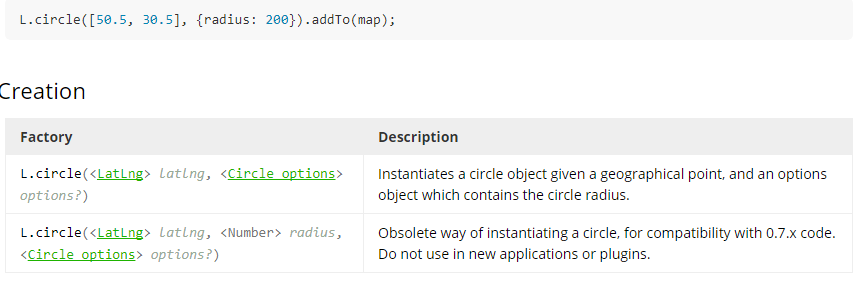 L.circle([50.5, 30.5], {radius: 200}).addTo(map);
Creation
Factory
Description
L.circle(<LatLng> latlng, <Circle options>
options?)
Instantiates a circle object given a geographical point, and an options
object which contains the circle radius.
L.circle(<LatLng> latlng, <Number> radius,
<Circle options> options?)
Obsolete way of instantiating a circle, for compatibility with 0.7.x code.
Do not use in new applications or plugins.